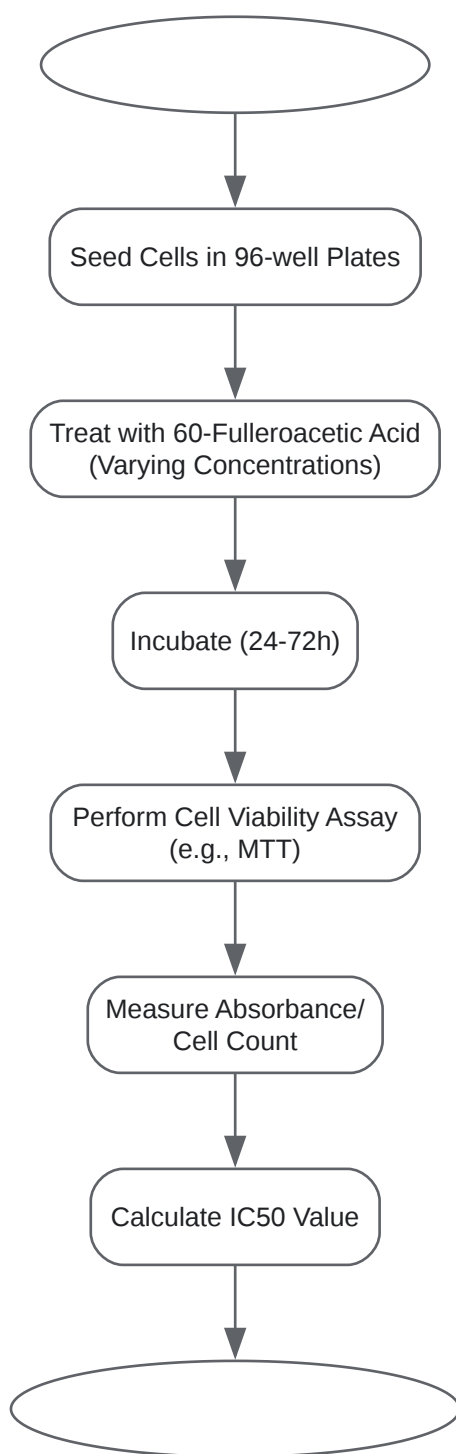 Seed Cells in 96-well Plates
Treat with 60-Fulleroacetic Acid
(Varying Concentrations)
Incubate (24-72h)
Perform Cell Viability Assay
(e.g., MTT)
Measure Absorbance/
Cell Count
Calculate IC50 Value